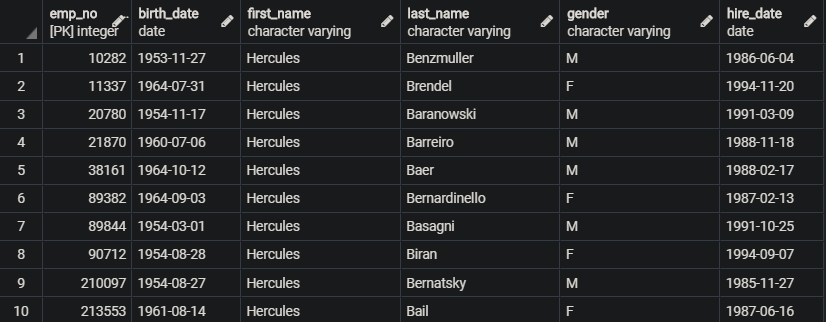 emp_no birth_date first_name last_name gender hire_date
[PK] integer date character varying character varying character varying date
1 10282 1953-11-27 Hercules Benzmuller M 1986-06-04
2 11337 1964-07-31 Hercules Brendel F 1994-11-20
3 20780 1954-11-17 Hercules Baranowski M 1991-03-09
4 21870 1960-07-06 Hercules Barreiro M 1988-11-18
5 38161 1964-10-12 Hercules Baer M 1988-02-17
6 89382 1964-09-03 Hercules Bernardinello F 1987-02-13
7 89844 1954-03-01 Hercules Basagni M 1991-10-25
8 90712 1954-08-28 Hercules Biran F 1994-09-07
9 210097 1954-08-27 Hercules Bernatsky M 1985-11-27
10 213553 1961-08-14 Hercules Bail F 1987-06-16